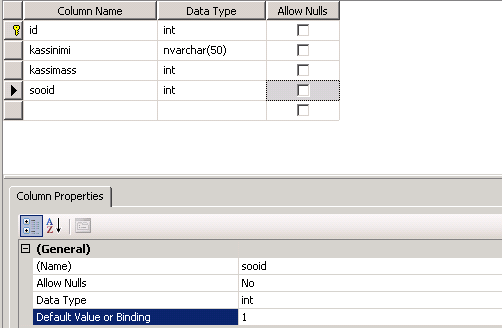 Column Name Data Type Allow Nulls
id int
kassinimi nvarchar(50)
kassimass int
sooid int
Column Properties
(General)
(Name) sooid
Allow Nulls No
Data Type int
Default Value or Binding 1